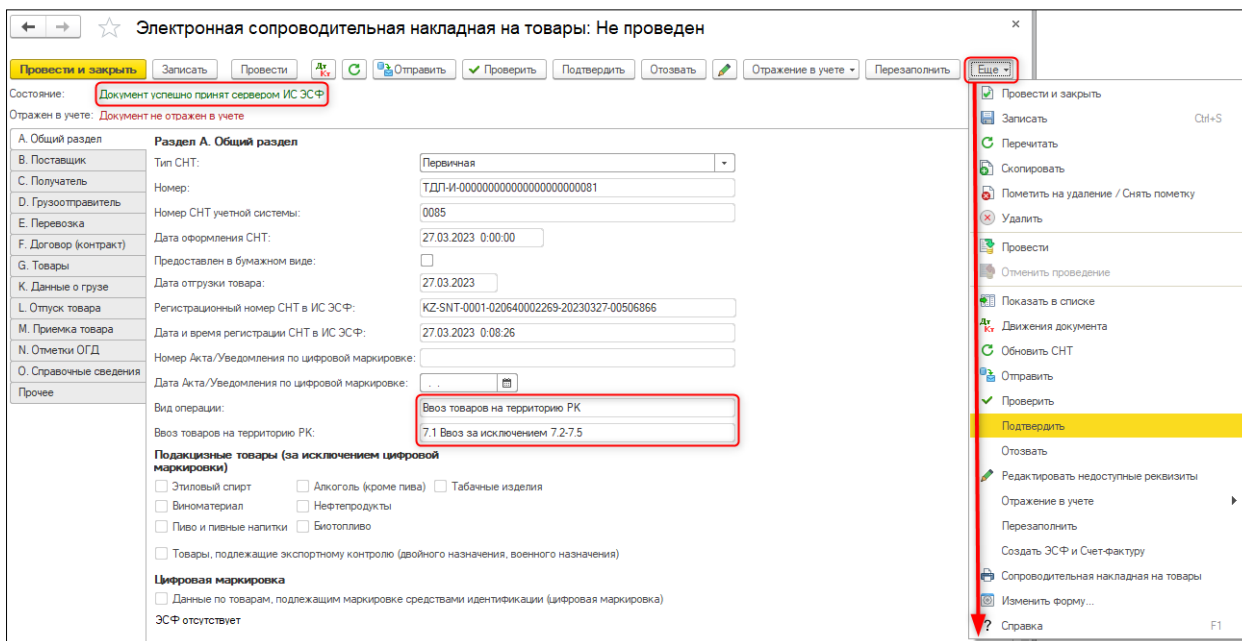 Электронная сопроводительная накладная на товары: Не проведен
Провести и закрыть Записать Провести Дт Кт Отправить Проверить Подтвердить Отозвать Отражение в учете Перезаполнить Еще
Состояние: Документ успешно принят сервером ИС ЭСФ
Отражен в учете: Документ не отражен в учете
А. Общий раздел
В. Поставщик
С. Получатель
D. Грузоотправитель
Е. Перевозка
F. Договор (контракт)
G. Товары
К. Данные о грузе
L. Отпуск товара
М. Приемка товара
N. Отметки ОГД
О. Справочные сведения
Прочее
Раздел А. Общий раздел
Тип СНТ: Первичная
Номер: ТДЛ-И-000000000000000000000081
Номер СНТ учетной системы: 0085
Дата оформления СНТ: 27.03.2023 0:00:00
Предоставлен в бумажном виде:
Дата отгрузки товара: 27.03.2023
Регистрационный номер СНТ в ИС ЭСФ: KZ-SNT-0001-020640002269-20230327-00506866
Дата и время регистрации СНТ в ИС ЭСФ: 27.03.2023 0:08:26
Номер Акта/Уведомления по цифровой маркировке:
Дата Акта/Уведомления по цифровой маркировке: . .
Вид операции: Ввоз товаров на территорию РК
Ввоз товаров на территорию РК: 7.1 Ввоз за исключением 7.2-7.5
Подакцизные товары (за исключением цифровой
маркировки)
Этиловый спирт Алкоголь (кроме пива) Табачные изделия
Виноматериал Нефтепродукты
Пиво и пивные напитки Биотопливо
Товары, подлежащие экспортному контролю (двойного назначения, военного назначения)
Цифровая маркировка
Данные по товарам, подлежащим маркировке средствами идентификации (цифровая маркировка)
ЭСФ отсутствует
Провести и закрыть
Записать Ctrl+S
Перечитать
Скопировать
Пометить на удаление / Снять пометку
Удалить
Провести
Отменить проведение
Показать в списке
Дт Кт Движения документа
Обновить СНТ
Отправить
Проверить
Подтвердить
Отозвать
Редактировать недоступные реквизиты
Отражение в учете
Перезаполнить
Создать ЭСФ и Счет-фактуру
Сопроводительная накладная на товары
Изменить форму...
? Справка F1